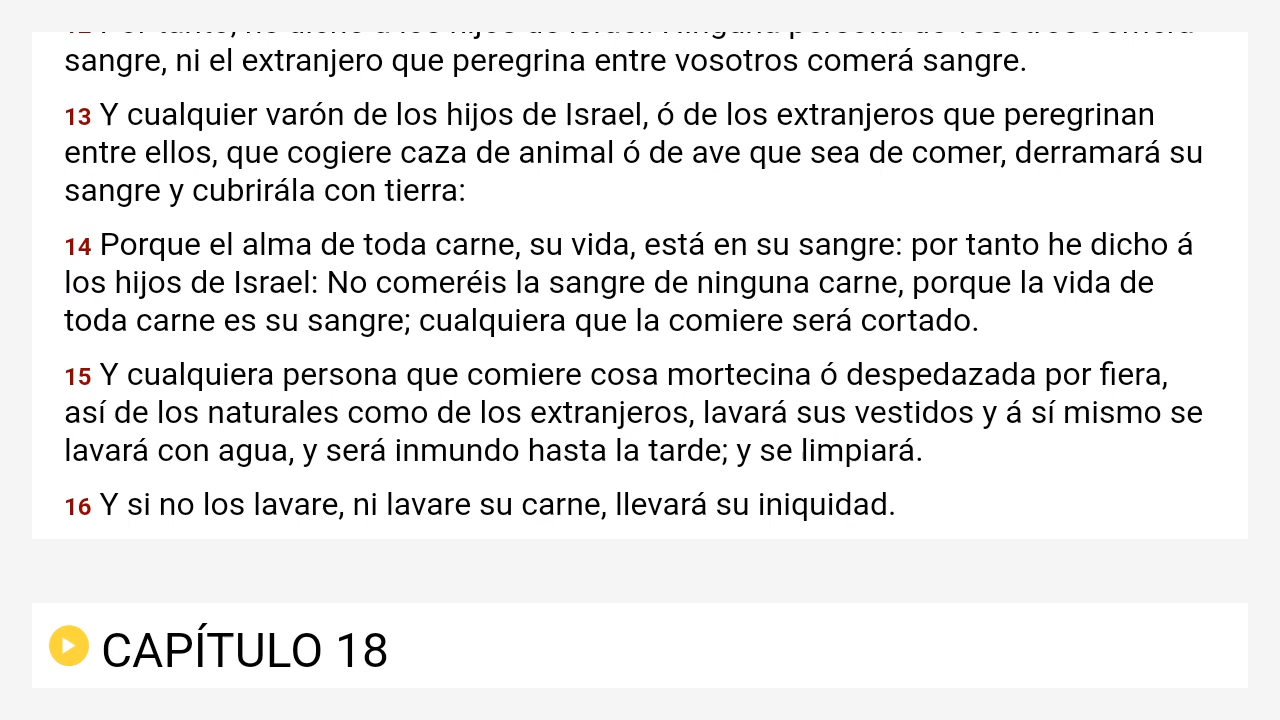 sangre, ni el extranjero que peregrina entre vosotros comerá sangre.
13 Y cualquier varón de los hijos de Israel, ó de los extranjeros que peregrinan
entre ellos, que cogiere caza de animal ó de ave que sea de comer, derramará su
sangre y cubrirála con tierra:
14 Porque el alma de toda carne, su vida, está en su sangre: por tanto he dicho á
los hijos de Israel: No comeréis la sangre de ninguna carne, porque la vida de
toda carne es su sangre; cualquiera que la comiere será cortado.
15 Y cualquiera persona que comiere cosa mortecina ó despedazada por fiera,
así de los naturales como de los extranjeros, lavará sus vestidos y á sí mismo se
lavará con agua, y será inmundo hasta la tarde; y se limpiará.
16 Y si no los lavare, ni lavare su carne, llevará su iniquidad.
CAPÍTULO 18